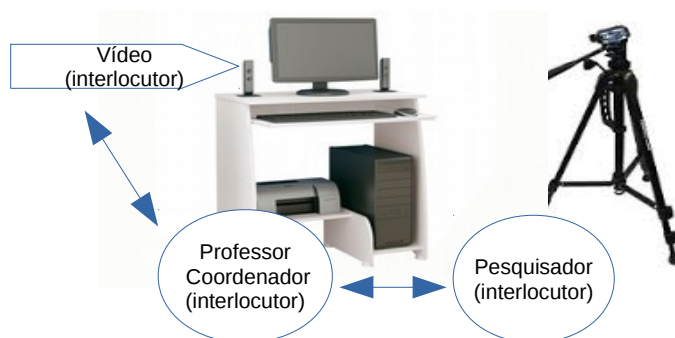 Vídeo
(interlocutor)
Professor
Coordenador
(interlocutor)
Pesquisador
(interlocutor)